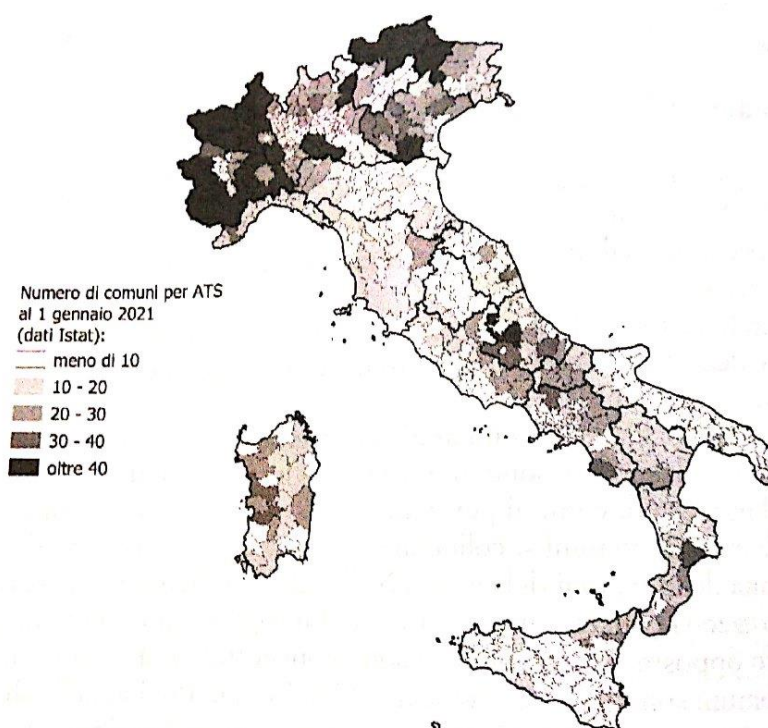 Numero di comuni per ATS
al 1 gennaio 2021
(dati Istat):
meno di 10
10 - 20
20 - 30
30 - 40
oltre 40